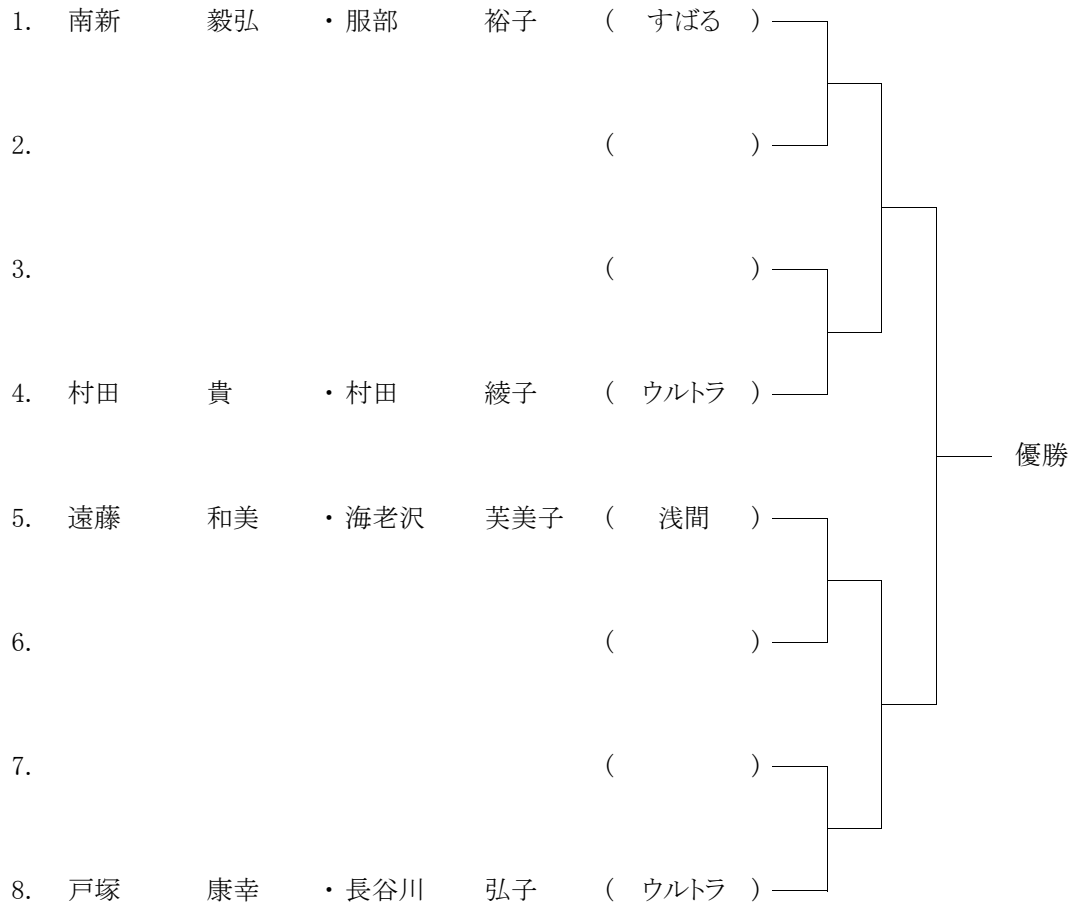 1. 南新 毅弘 ・服部 裕子 ( すばる )
2. ( )
3. ( )
4. 村田 貴 ・村田 綾子 ( ウルトラ )
優勝
5. 遠藤 和美 ・海老沢 芙美子 ( 浅間 )
6. ( )
7. ( )
8. 戸塚 康幸 ・長谷川 弘子 ( ウルトラ )